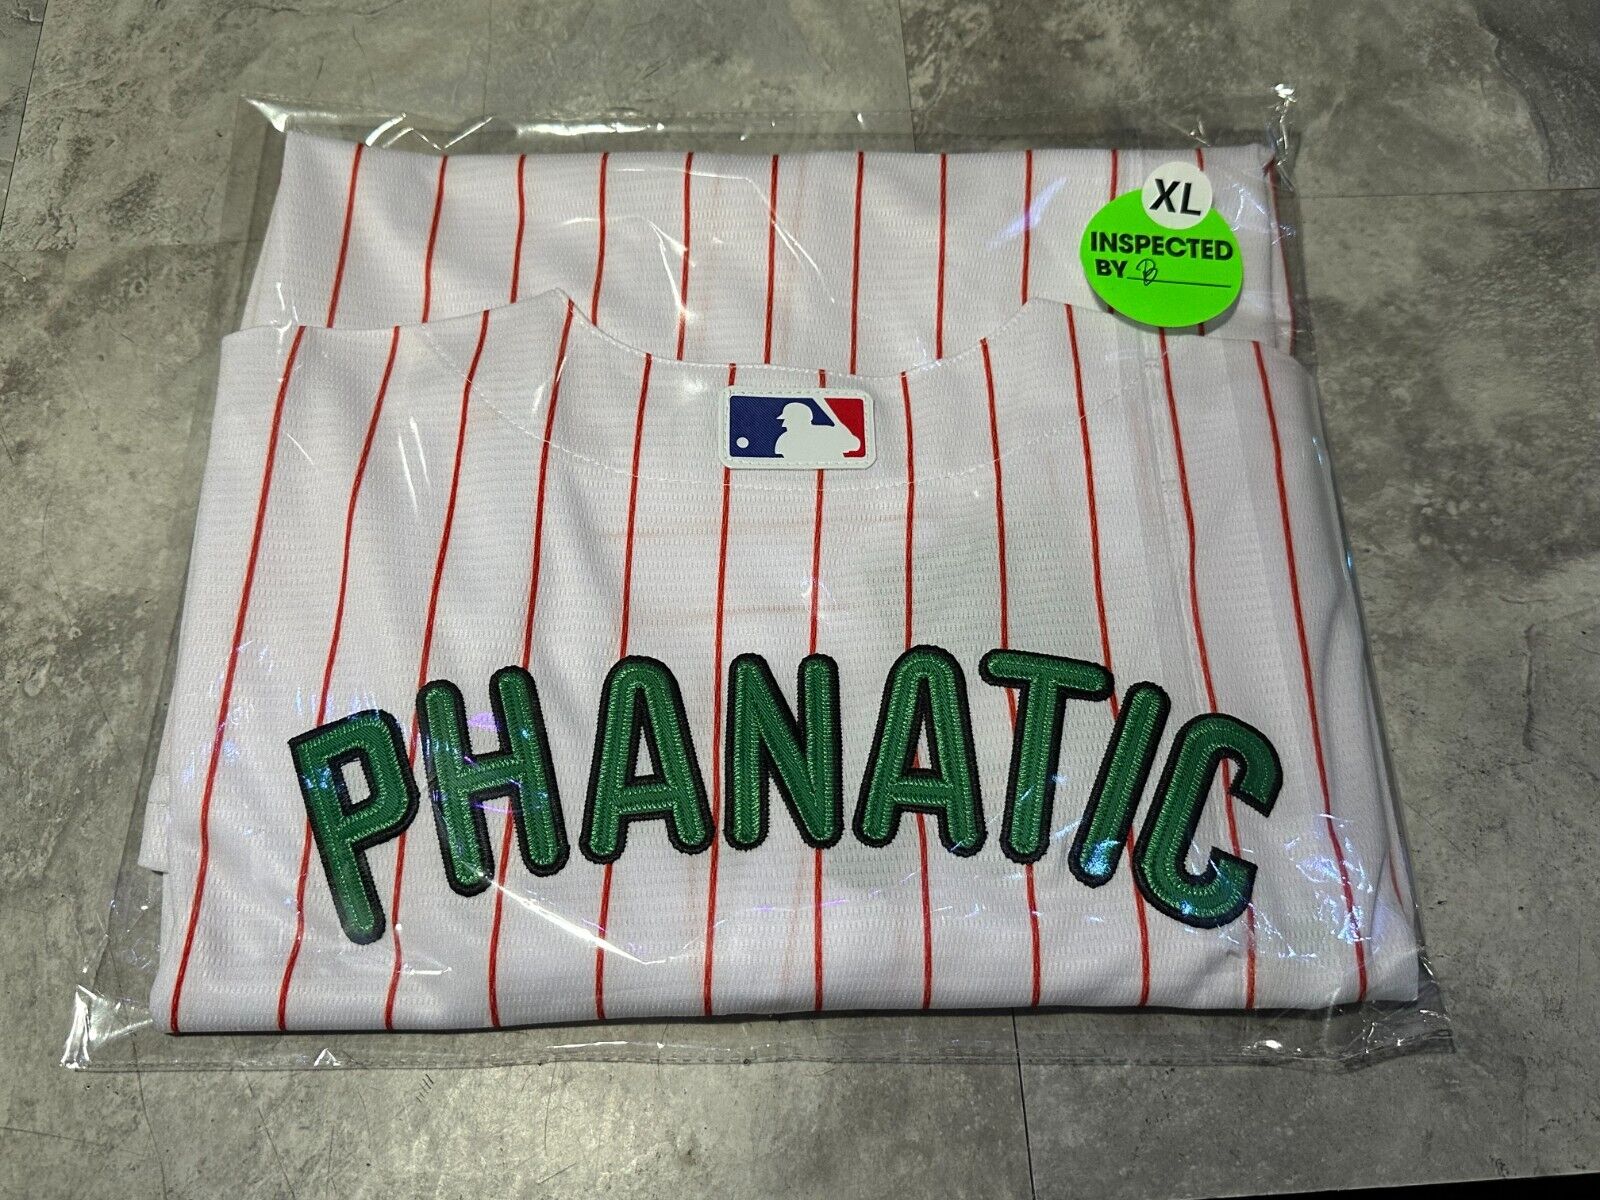 XL
INSPECTED
BY B
PHANATIC